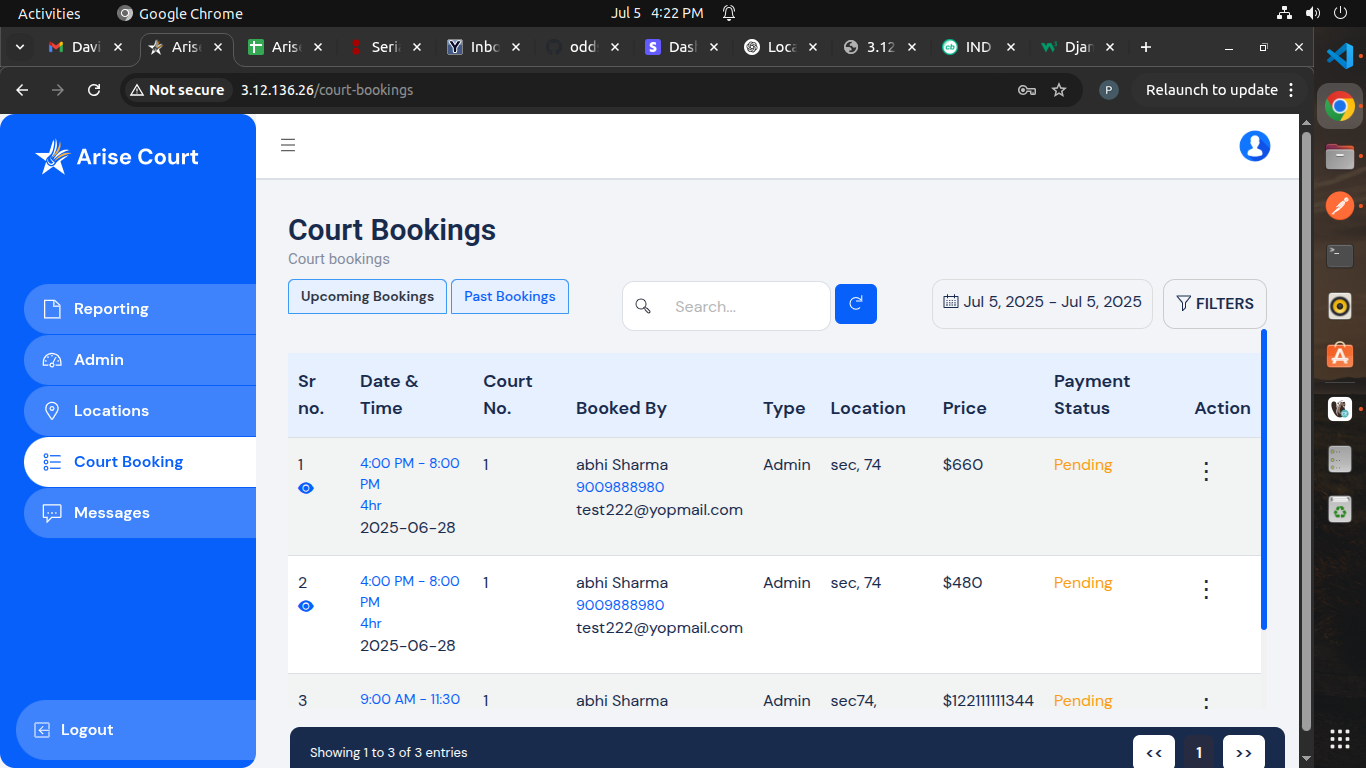 Activities
Google Chrome
Jul 5 4:22 PM
Davi
Aris
Aris
Seri
Inbo
odd
Dasl
Loca
3.12
IND
Djan
Not secure
3.12.136.26/court-bookings
P
Relaunch to update
Arise Court
Reporting
Admin
Locations
Court Booking
Messages
Logout
Court Bookings
Court bookings
Upcoming Bookings
Past Bookings
Search...
Jul 5, 2025 - Jul 5, 2025
FILTERS
Sr no.
Date & Time
Court No.
Booked By
Type
Location
Price
Payment Status
Action
1
4:00 PM - 8:00 PM
4hr
2025-06-28
1
abhi Sharma
9009888980
test222@yopmail.com
Admin
sec, 74
$660
Pending
2
4:00 PM - 8:00 PM
4hr
2025-06-28
1
abhi Sharma
9009888980
test222@yopmail.com
Admin
sec, 74
$480
Pending
3
9:00 AM - 11:30
1
abhi Sharma
Admin
sec74,
$122111111344
Pending
Showing 1 to 3 of 3 entries
<<
1
>>